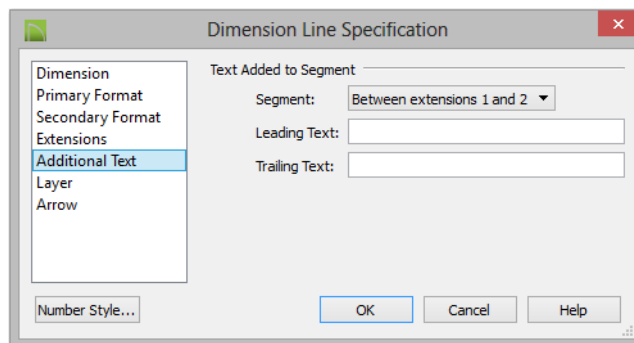 Dimension Line Specification
Dimension
Primary Format
Secondary Format
Extensions
Additional Text
Layer
Arrow
Text Added to Segment
Segment: Between extensions 1 and 2
Leading Text:
Trailing Text:
Number Style...
OK Cancel Help